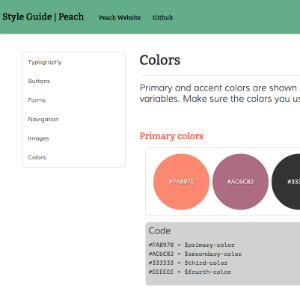 Style Guide | Peach
Peach Website
Github
Typography
Buttons
Forms
Navigation
Images
Colors
Colors
Primary and accent colors are shown
variables. Make sure the colors you us
Primary colors
#FA8970
#AC6C82
#333
Code
#FA8970 = $primary-color
#AC6C82 = $secondary-color
#333333 = $third-color
#EEEEEE = $fourth-color